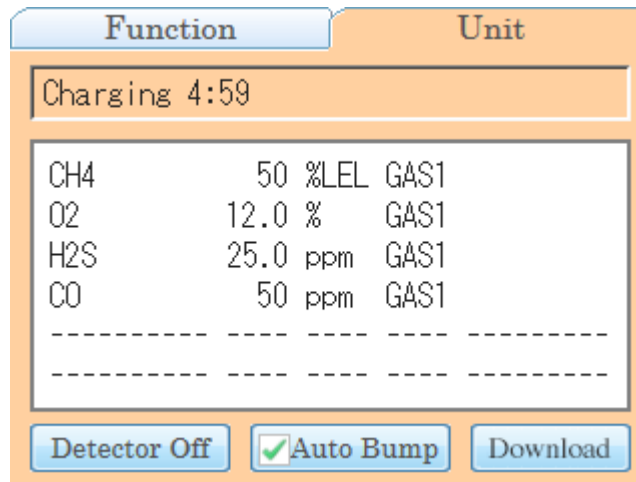 Function Unit
Charging 4:59
CH4 50 %LEL GAS1
O2 12.0 % GAS1
H2S 25.0 ppm GAS1
CO 50 ppm GAS1
---------- ---- ---- ---- ---------
---------- ---- ---- ---- ---------
Detector Off Auto Bump Download